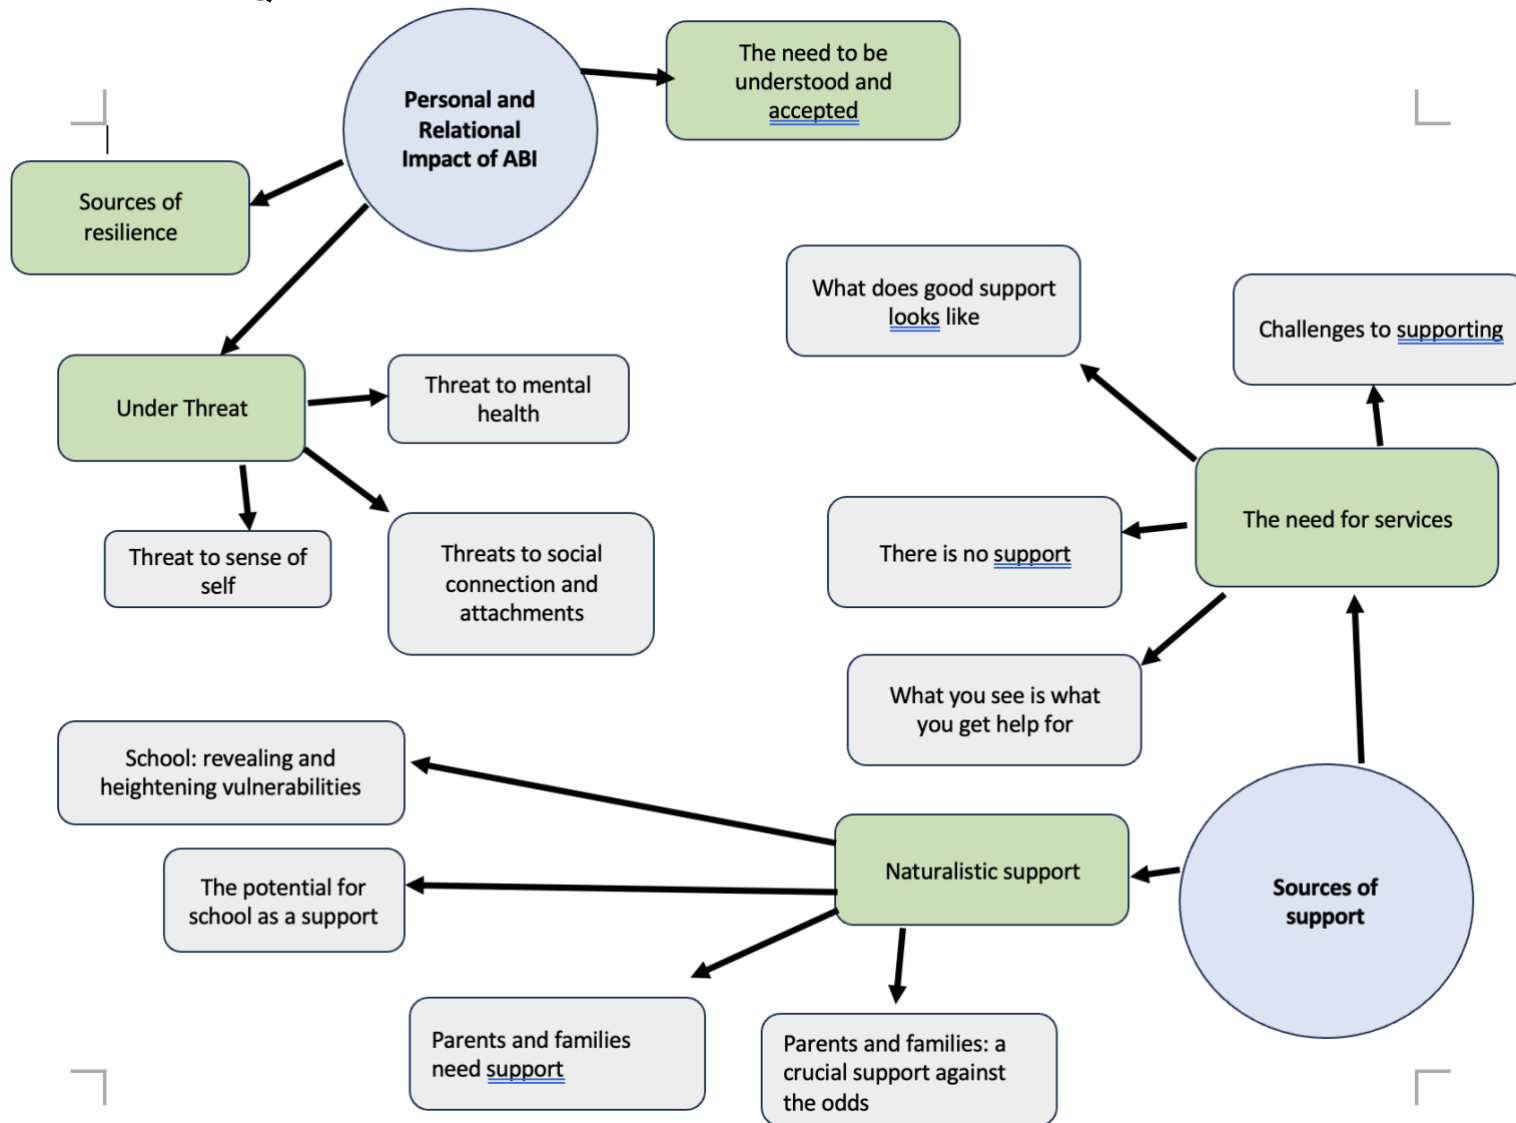 Personal and
Relational
Impact of ABI
The need to be
understood and
accepted
Sources of
resilience
Under Threat
Threat to mental
health
Threat to sense of
self
Threats to social
connection and
attachments
What does good support
looks like
Challenges to supporting
The need for services
There is no support
What you see is what
you get help for
School: revealing and
heightening vulnerabilities
The potential for
school as a support
Naturalistic support
Sources of
support
Parents and families
need support
Parents and families: a
crucial support against
the odds